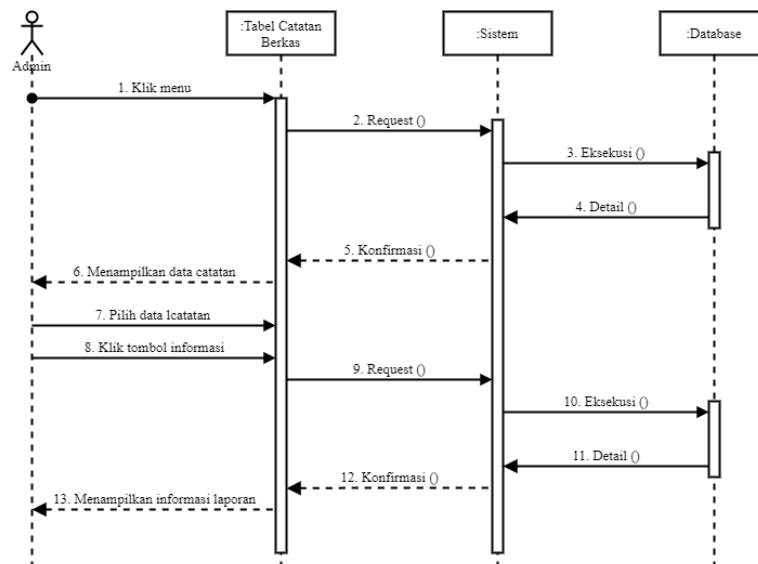 :Tabel Catatan
Berkas
:Sistem
:Database
Admin
1. Klik menu
2. Request ()
3. Eksekusi ()
4. Detail ()
5. Konfirmasi ()
6. Menampilkan data catatan
7. Pilih data lcatatan
8. Klik tombol informasi
9. Request ()
10. Eksekusi ()
11. Detail ()
12. Konfirmasi ()
13. Menampilkan informasi laporan